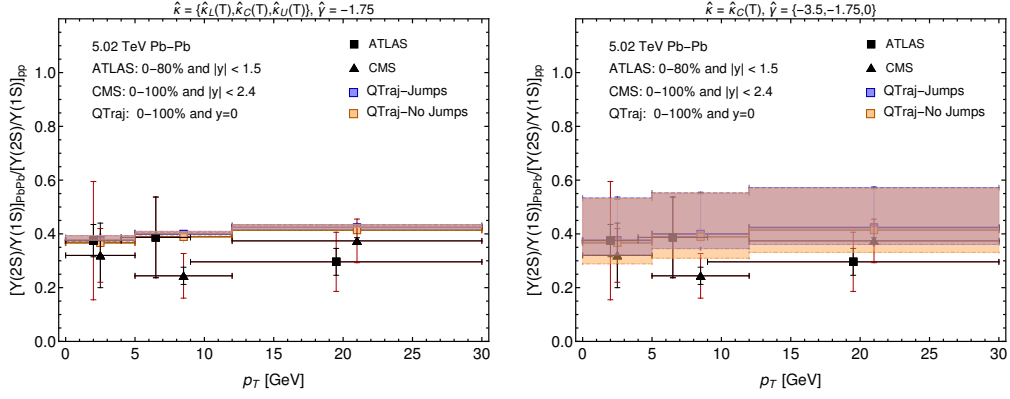 κ̂ = {κ̂_L(T),κ̂_C(T),κ̂_U(T)}, γ̂ = −1.75
5.02 TeV Pb−Pb
ATLAS: 0−80% and |y| < 1.5
CMS: 0−100% and |y| < 2.4
QTraj: 0−100% and y=0
ATLAS
CMS
QTraj−Jumps
QTraj−No Jumps
[Υ(2S)/Υ(1S)]PbPb/[Υ(2S)/Υ(1S)]pp
1.0
0.8
0.6
0.4
0.2
0.0
0 5 10 15 20 25 30
p_T [GeV]
κ̂ = κ̂_C(T), γ̂ = {−3.5,−1.75,0}
5.02 TeV Pb−Pb
ATLAS: 0−80% and |y| < 1.5
CMS: 0−100% and |y| < 2.4
QTraj: 0−100% and y=0
ATLAS
CMS
QTraj−Jumps
QTraj−No Jumps
[Υ(2S)/Υ(1S)]PbPb/[Υ(2S)/Υ(1S)]pp
1.0
0.8
0.6
0.4
0.2
0.0
0 5 10 15 20 25 30
p_T [GeV]